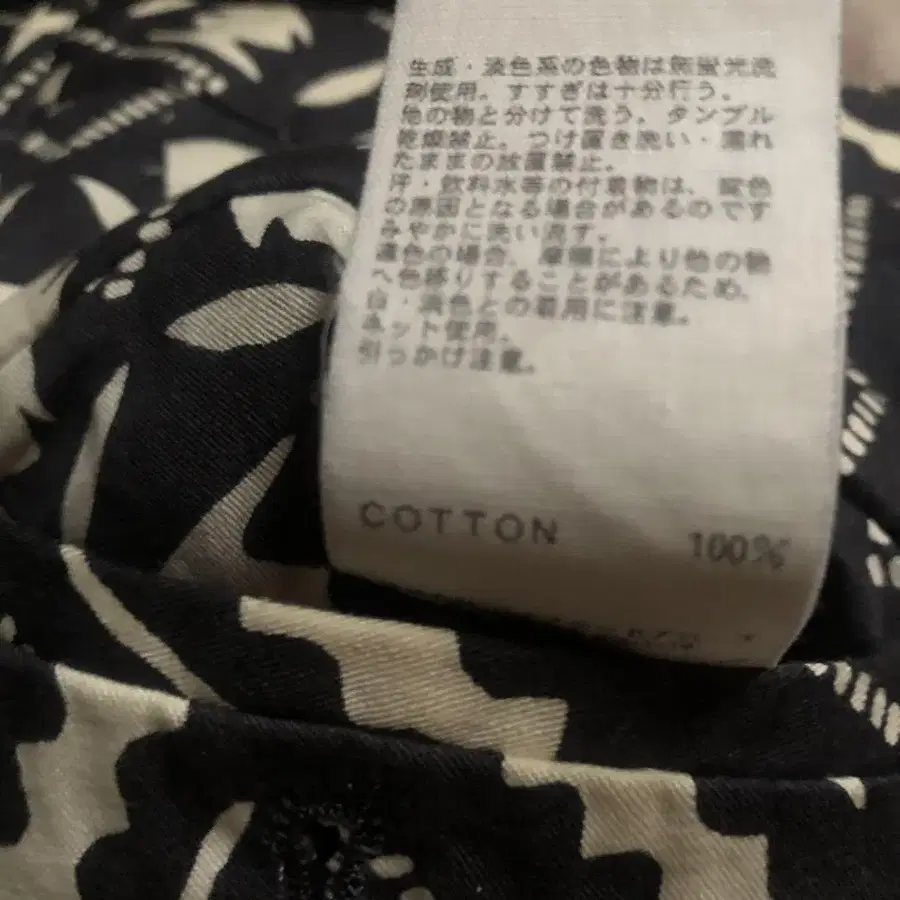 生成・淡色系の色物は無蛍光洗
剤使用。すすぎは十分行う。
他の物と分けて洗う。タンブル
乾燥禁止。つけ置き洗い・濡れ
たままの放置禁止。
汗・飲料水等の付着物は、変色
の原因となる場合があるのです
みやかに洗い流す。
濃色の場合、摩擦により他の物
へ色移りすることがあるため、
白・淡色との着用に注意。
ネット使用。
引っかけ注意。
COTTON 100%